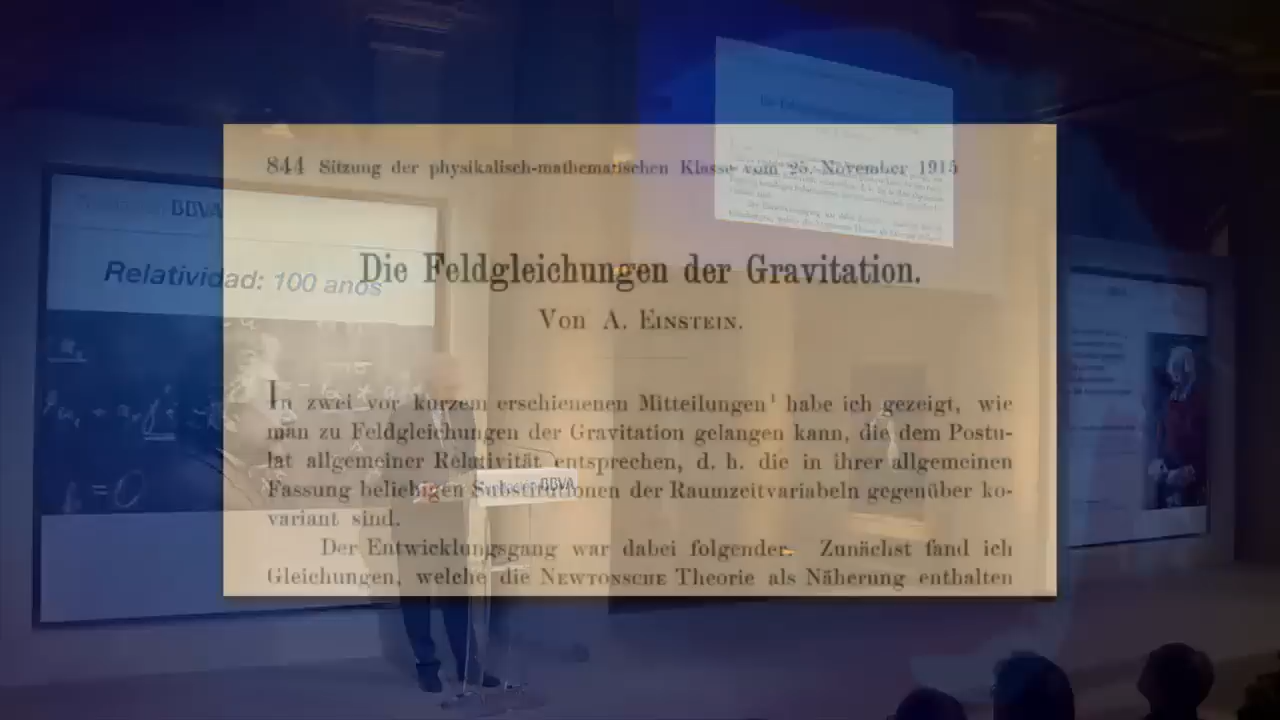 844 Sitzung der physikalisch-mathematischen Klasse vom 25. November 1915
Die Feldgleichungen der Gravitation.
Von A. Einstein.
In zwei vor kurzem erschienenen Mitteilungen¹ habe ich gezeigt, wie
man zu Feldgleichungen der Gravitation gelangen kann, die dem Postu-
lat allgemeiner Relativität entsprechen, d. h. die in ihrer allgemeinen
Fassung beliebigen Substitutionen der Raumzeitvariabeln gegenüber ko-
variant sind.
Der Entwicklungsgang war dabei folgender. Zunächst fand ich
Gleichungen, welche die Newtonsche Theorie als Näherung enthalten
Fundación BBVA
Relatividad: 100 años
Fundación BBVA